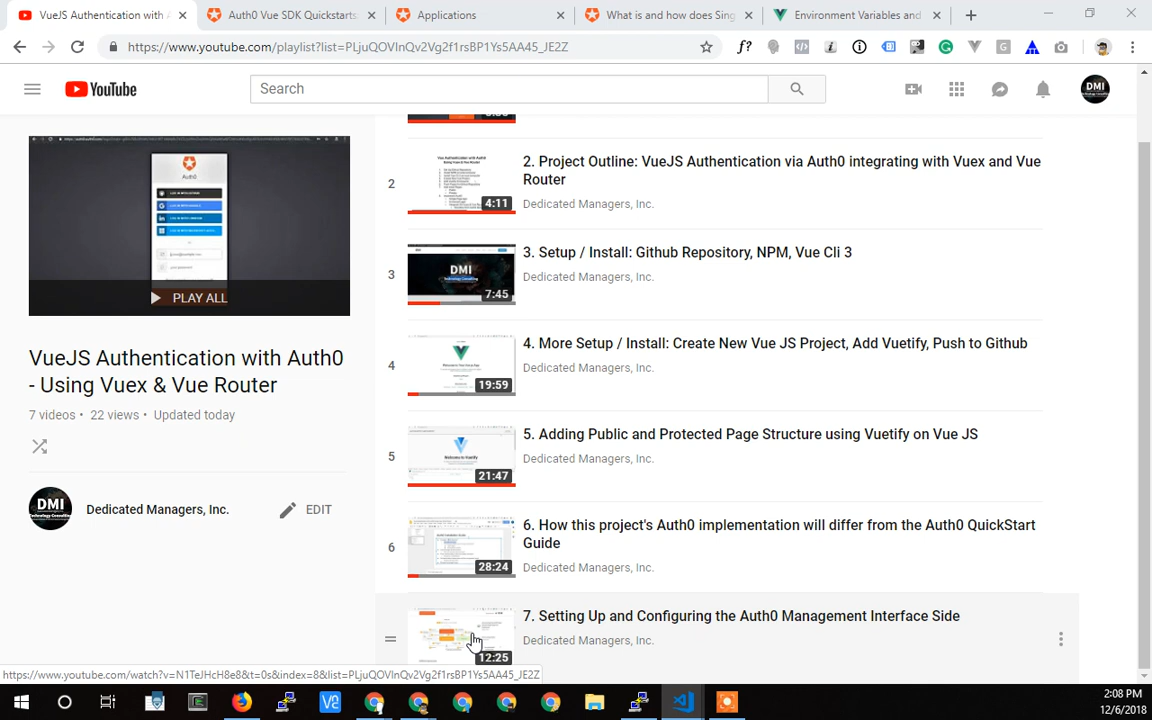 VueJS Authentication with A
Auth0 Vue SDK Quickstarts
Applications
What is and how does Sing
Environment Variables and
https://www.youtube.com/playlist?list=PLjuQOVInQv2Vg2f1rsBP1Ys5AA45_JE2Z
YouTube
Search
DMI
Auth0
PLAY ALL
VueJS Authentication with Auth0
- Using Vuex & Vue Router
7 videos • 22 views • Updated today
DMI
Technology Consulting
Dedicated Managers, Inc.
EDIT
2
4:11
2. Project Outline: VueJS Authentication via Auth0 integrating with Vuex and Vue
Router
Dedicated Managers, Inc.
3
DMI
7:45
3. Setup / Install: Github Repository, NPM, Vue Cli 3
Dedicated Managers, Inc.
4
19:59
4. More Setup / Install: Create New Vue JS Project, Add Vuetify, Push to Github
Dedicated Managers, Inc.
5
21:47
5. Adding Public and Protected Page Structure using Vuetify on Vue JS
Dedicated Managers, Inc.
6
28:24
6. How this project's Auth0 implementation will differ from the Auth0 QuickStart
Guide
Dedicated Managers, Inc.
12:25
7. Setting Up and Configuring the Auth0 Management Interface Side
Dedicated Managers, Inc.
https://www.youtube.com/watch?v=N1TeJHcH8e8&t=0s&index=8&list=PLjuQOVInQv2Vg2f1rsBP1Ys5AA45_JE2Z
2:08 PM
12/6/2018